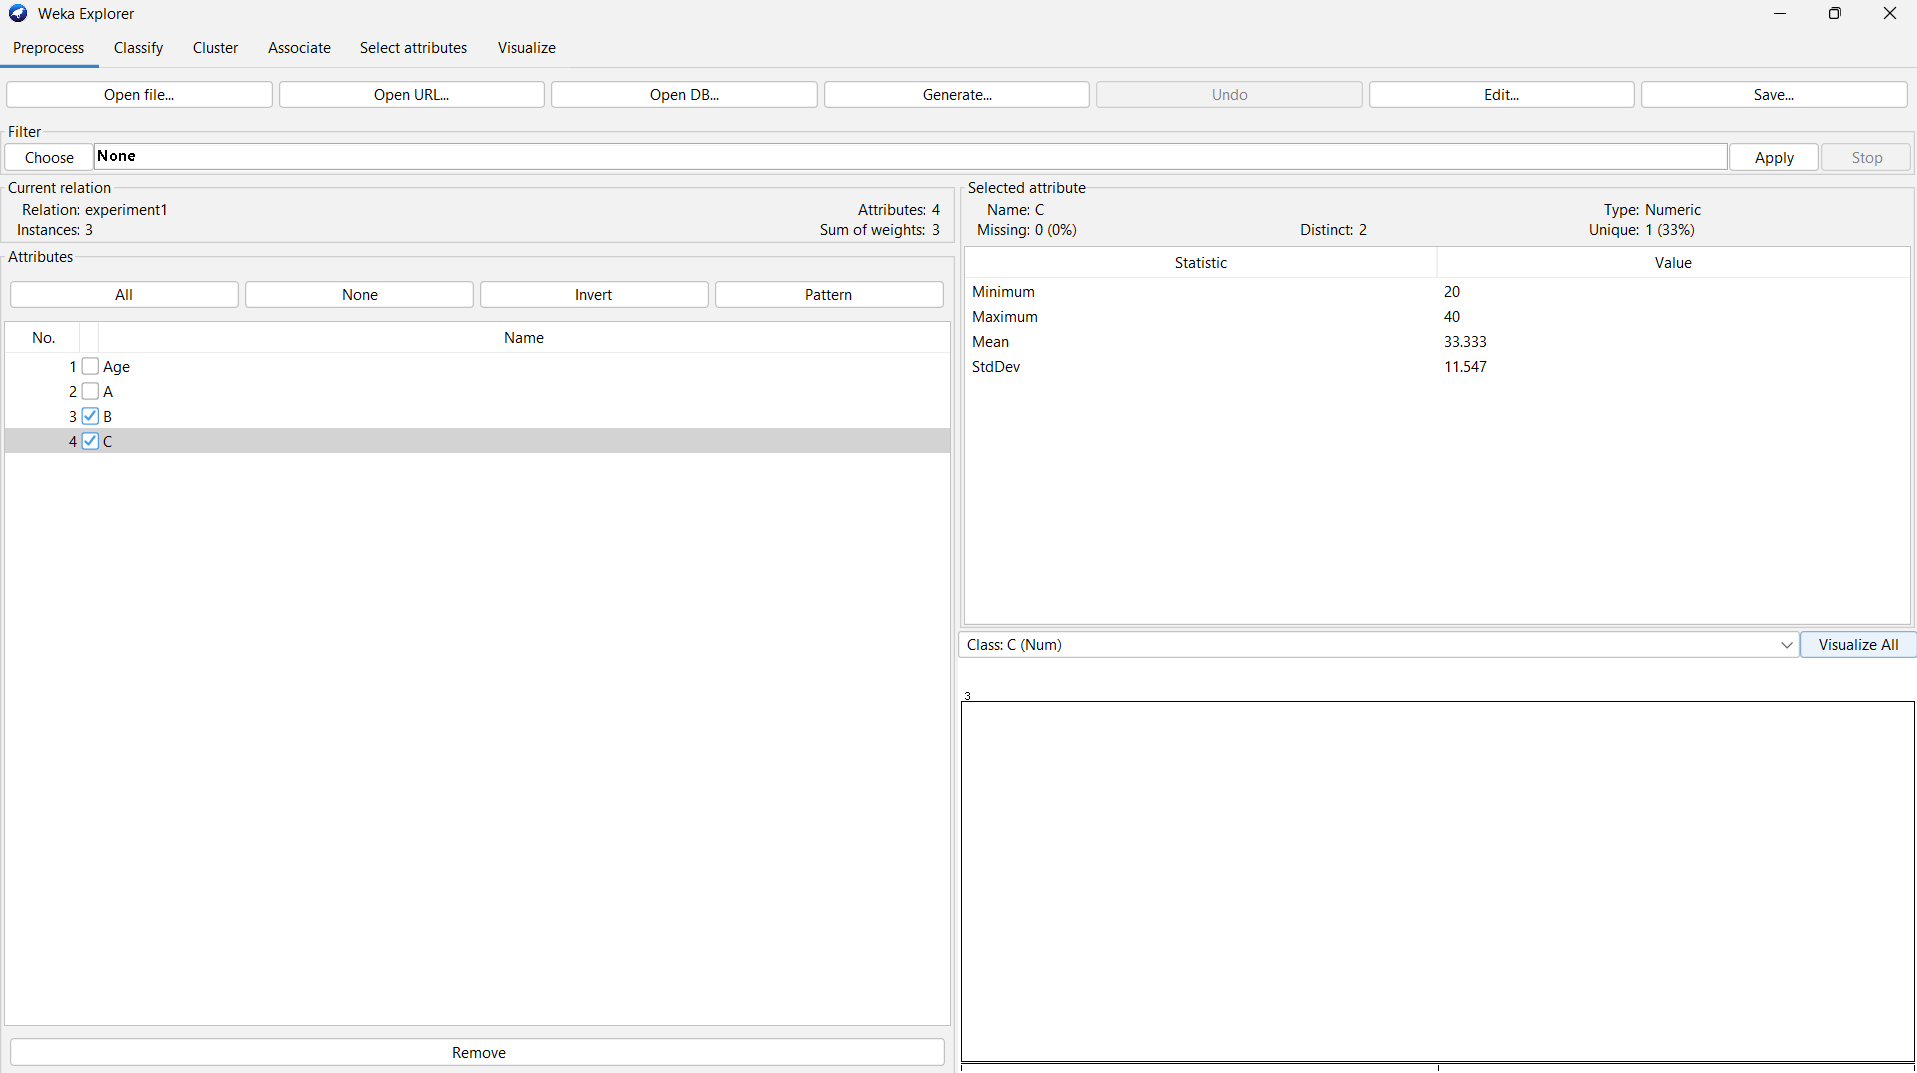 Weka Explorer
Preprocess Classify Cluster Associate Select attributes Visualize
Open file... Open URL... Open DB... Generate... Undo Edit... Save...
Filter
Choose None Apply Stop
Current relation
Relation: experiment1 Attributes: 4
Instances: 3 Sum of weights: 3
Attributes
All None Invert Pattern
No. Name
1 Age
2 A
3 B
4 C
Remove
Selected attribute
Name: C Type: Numeric
Missing: 0 (0%) Distinct: 2 Unique: 1 (33%)
Statistic Value
Minimum 20
Maximum 40
Mean 33.333
StdDev 11.547
Class: C (Num) Visualize All
3